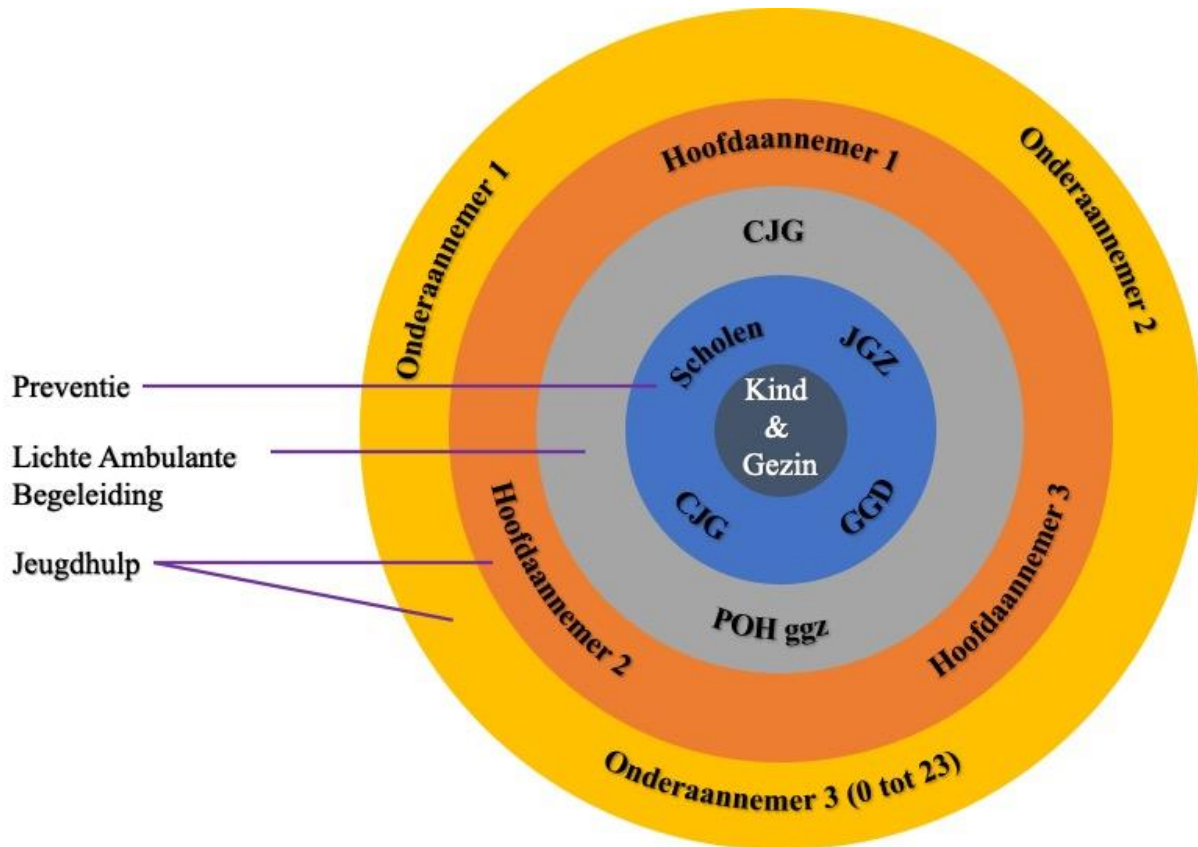 Preventie
Lichte Ambulante
Begeleiding
Jeugdhulp
Onderaannemer 1
Onderaannemer 2
Onderaannemer 3 (0 tot 23)
Hoofdaannemer 1
Hoofdaannemer 2
Hoofdaannemer 3
CJG
POH ggz
Scholen
JGZ
CJG
GGD
Kind
&
Gezin